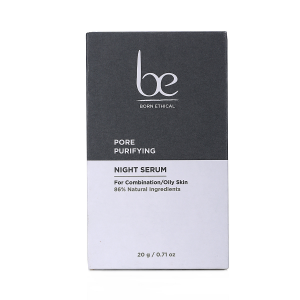 be
BORN ETHICAL
PORE
PURIFYING
NIGHT SERUM
For Combination/Oily Skin
86% Natural ingredients
20 g / 0.71 oz